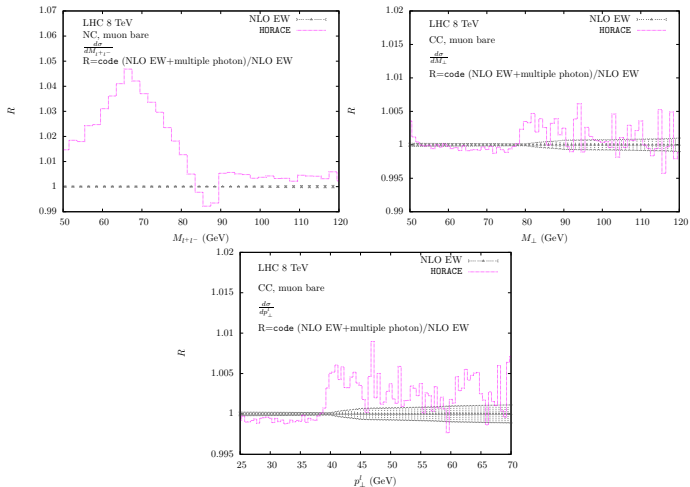 1.07
1.06
1.05
1.04
1.03
1.02
1.01
1
0.99
R
LHC 8 TeV
NC, muon bare
dσ
dM_{l+l−}
R=code (NLO EW+multiple photon)/NLO EW
NLO EW
HORACE
50 60 70 80 90 100 110 120
M_{l+l−} (GeV)
1.02
1.015
1.01
1.005
1
0.995
0.99
R
LHC 8 TeV
CC, muon bare
dσ
dM⊥
R=code (NLO EW+multiple photon)/NLO EW
NLO EW
HORACE
50 60 70 80 90 100 110 120
M⊥ (GeV)
1.02
1.015
1.01
1.005
1
0.995
R
LHC 8 TeV
CC, muon bare
dσ
dp^l_⊥
R=code (NLO EW+multiple photon)/NLO EW
NLO EW
HORACE
25 30 35 40 45 50 55 60 65 70
p^l_⊥ (GeV)